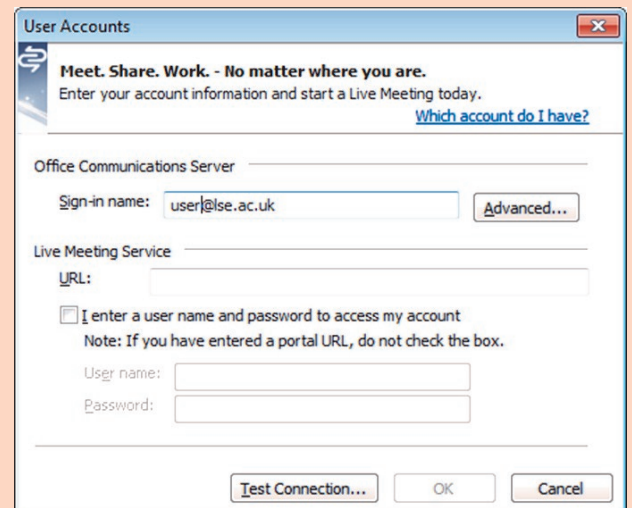 User Accounts
Meet. Share. Work. - No matter where you are.
Enter your account information and start a Live Meeting today.
Which account do I have?
Office Communications Server
Sign-in name: user@lse.ac.uk Advanced...
Live Meeting Service
URL:
I enter a user name and password to access my account
Note: If you have entered a portal URL, do not check the box.
User name:
Password:
Test Connection... OK Cancel